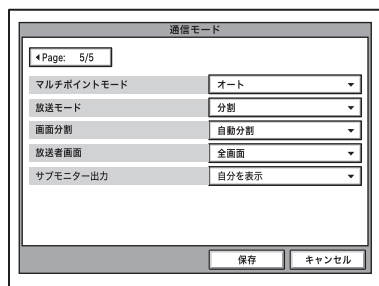 通信モード
Page: 5/5
マルチポイントモード オート
放送モード 分割
画面分割 自動分割
放送者画面 全画面
サブモニター出力 自分を表示
保存 キャンセル